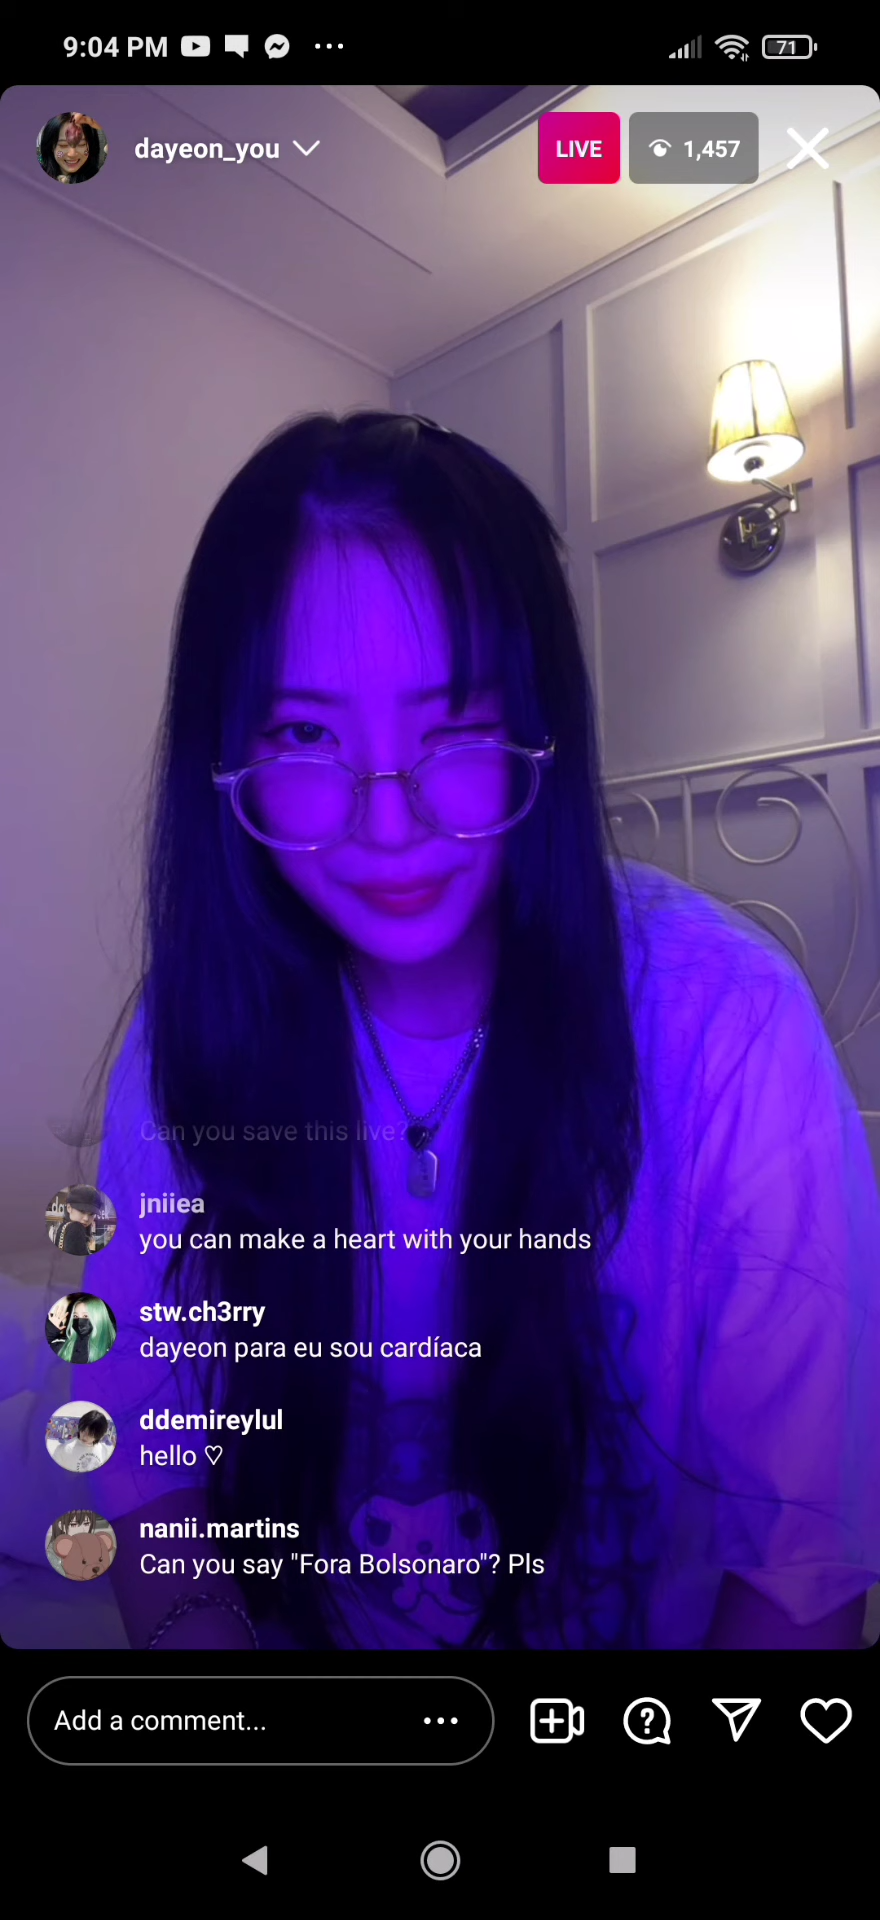 9:04 PM
71
dayeon_you
LIVE
1,457
Can you save this live?
jniiea
you can make a heart with your hands
stw.ch3rry
dayeon para eu sou cardíaca
ddemireylul
hello ♡
nanii.martins
Can you say "Fora Bolsonaro"? Pls
Add a comment...